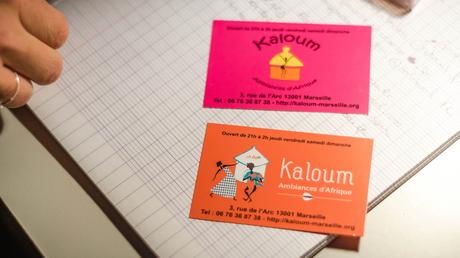 Ouvert de 21h à 2h jeudi vendredi samedi dimanche
Kaloum
Ambiances d'Afrique
3, rue de l'Arc 13001 Marseille
Tel : 06 76 36 87 38 - http://kaloum-marseille.org
Ouvert de 21h à 2h jeudi vendredi samedi dimanche
Kaloum
Ambiances d'Afrique
3, rue de l'Arc 13001 Marseille
Tel : 06 76 36 87 38 - http://kaloum-marseille.org